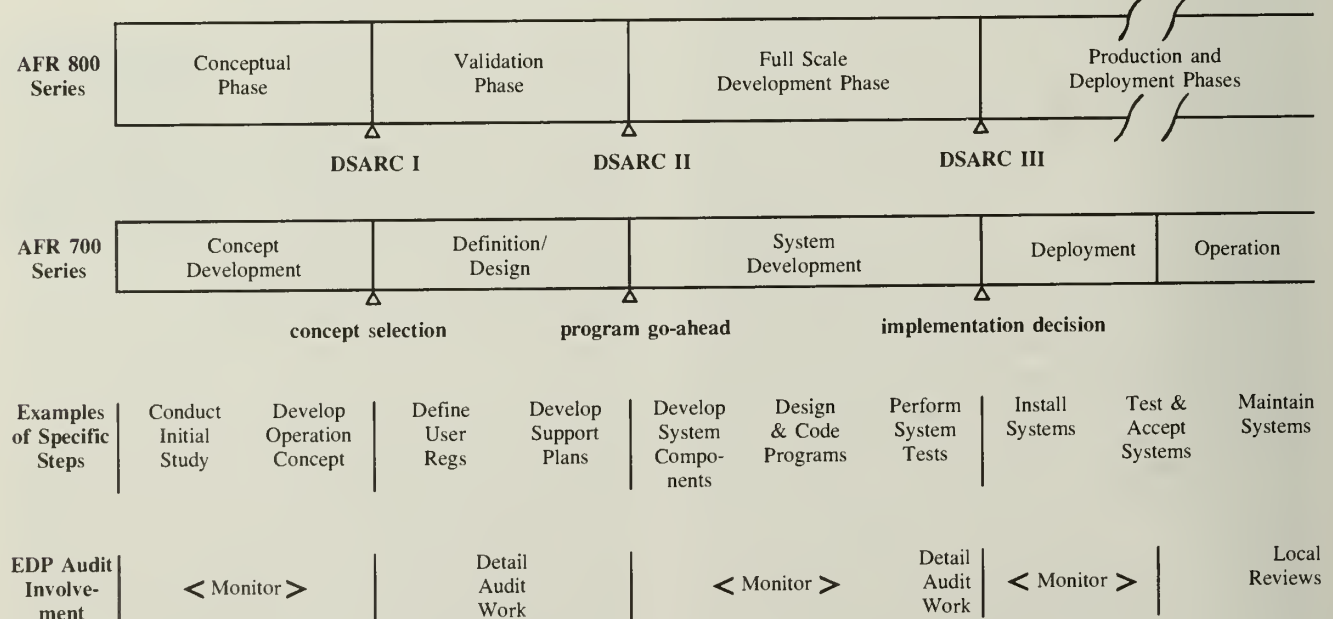 AFR 800
Series
Conceptual
Phase
Validation
Phase
Full Scale
Development Phase
Production and
Deployment Phases
DSARC I
DSARC II
DSARC III
AFR 700
Series
Concept
Development
Definition/
Design
System
Development
Deployment
Operation
concept selection
program go-ahead
implementation decision
Examples
of Specific
Steps
Conduct
Initial
Study
Develop
Operation
Concept
Define
User
Regs
Develop
Support
Plans
Develop
System
Compo-
nents
Design
& Code
Programs
Perform
System
Tests
Install
Systems
Test &
Accept
Systems
Maintain
Systems
EDP Audit
Involve-
ment
< Monitor >
Detail
Audit
Work
< Monitor >
Detail
Audit
Work
< Monitor >
Local
Reviews